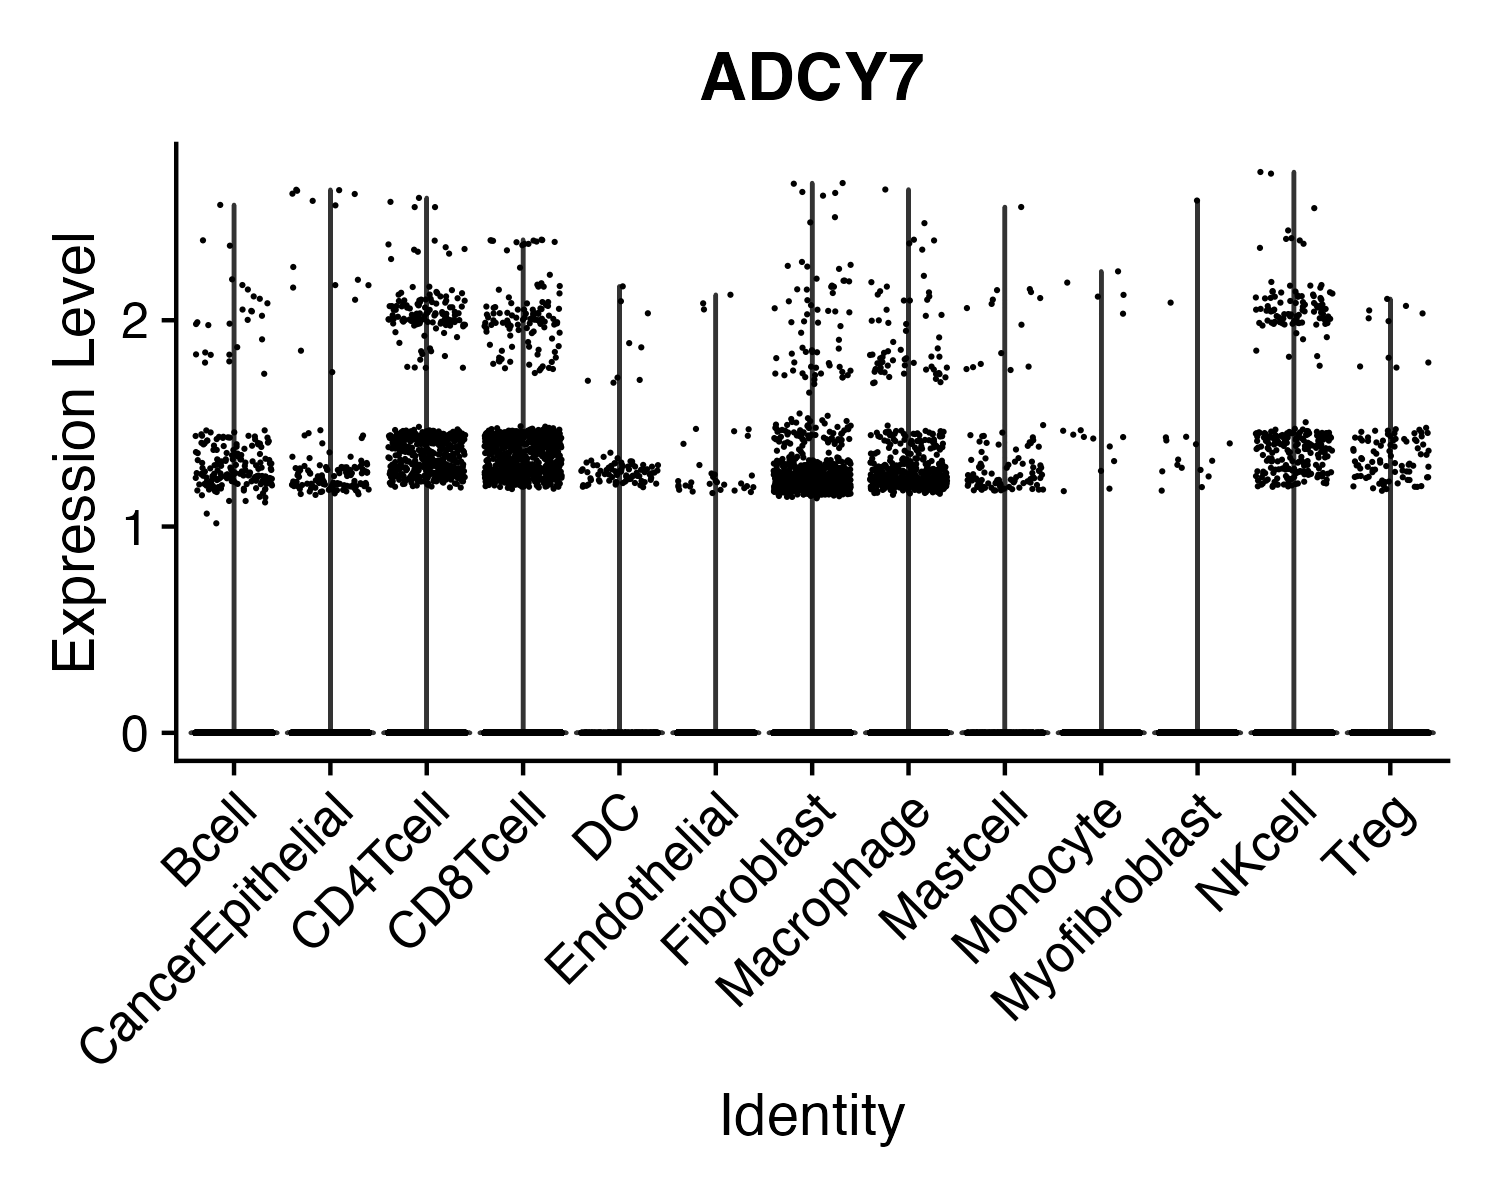 ADCY7
Expression Level
2
1
0
Bcell
CancerEpithelial
CD4Tcell
CD8Tcell
DC
Endothelial
Fibroblast
Macrophage
Mastcell
Monocyte
Myofibroblast
NKcell
Treg
Identity